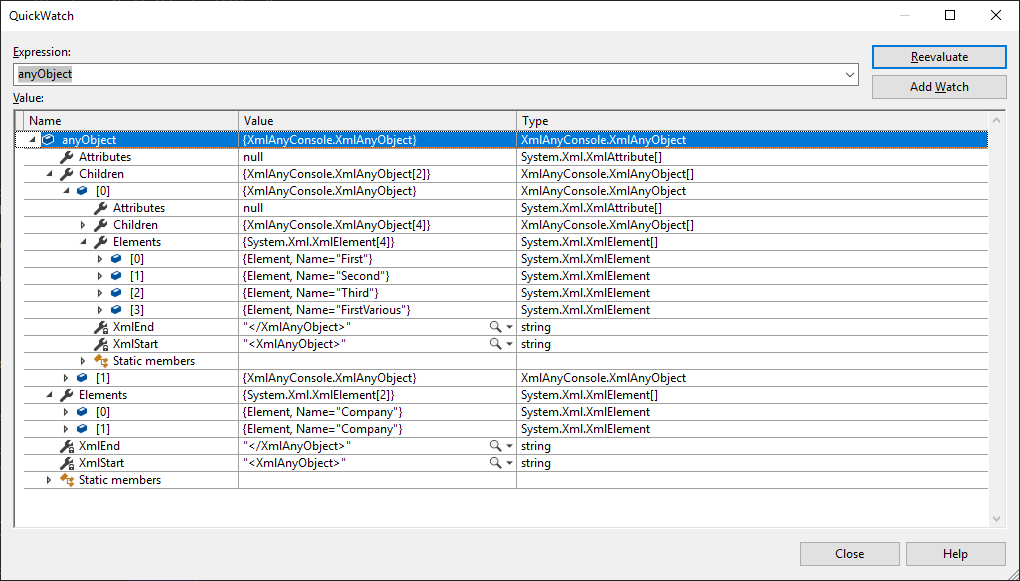 QuickWatch
Expression:
Reevaluate
anyObject
Add Watch
Value:
Name Value Type
anyObject {XmlAnyConsole.XmlAnyObject} XmlAnyConsole.XmlAnyObject
Attributes null System.Xml.XmlAttribute[]
Children {XmlAnyConsole.XmlAnyObject[2]} XmlAnyConsole.XmlAnyObject[]
[0] {XmlAnyConsole.XmlAnyObject} XmlAnyConsole.XmlAnyObject
Attributes null System.Xml.XmlAttribute[]
Children {XmlAnyConsole.XmlAnyObject[4]} XmlAnyConsole.XmlAnyObject[]
Elements {System.Xml.XmlElement[4]} System.Xml.XmlElement[]
[0] {Element, Name="First"} System.Xml.XmlElement
[1] {Element, Name="Second"} System.Xml.XmlElement
[2] {Element, Name="Third"} System.Xml.XmlElement
[3] {Element, Name="FirstVarious"} System.Xml.XmlElement
XmlEnd "</XmlAnyObject>" string
XmlStart "<XmlAnyObject>" string
Static members
[1] {XmlAnyConsole.XmlAnyObject} XmlAnyConsole.XmlAnyObject
Elements {System.Xml.XmlElement[2]} System.Xml.XmlElement[]
[0] {Element, Name="Company"} System.Xml.XmlElement
[1] {Element, Name="Company"} System.Xml.XmlElement
XmlEnd "</XmlAnyObject>" string
XmlStart "<XmlAnyObject>" string
Static members
Close Help